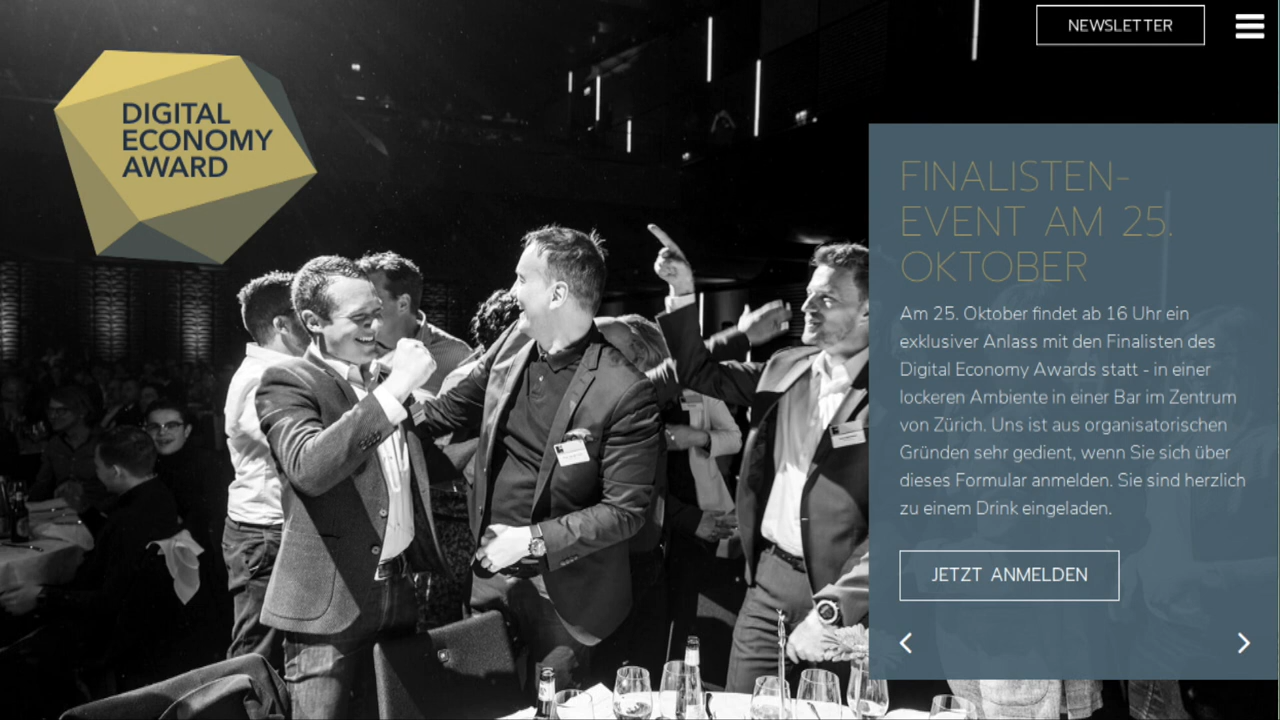 NEWSLETTER
DIGITAL
ECONOMY
AWARD
FINALISTEN-
EVENT AM 25.
OKTOBER
Am 25. Oktober findet ab 16 Uhr ein
exklusiver Anlass mit den Finalisten des
Digital Economy Awards statt - in einer
lockeren Ambiente in einer Bar im Zentrum
von Zürich. Uns ist aus organisatorischen
Gründen sehr gedient, wenn Sie sich über
dieses Formular anmelden. Sie sind herzlich
zu einem Drink eingeladen.
JETZT ANMELDEN